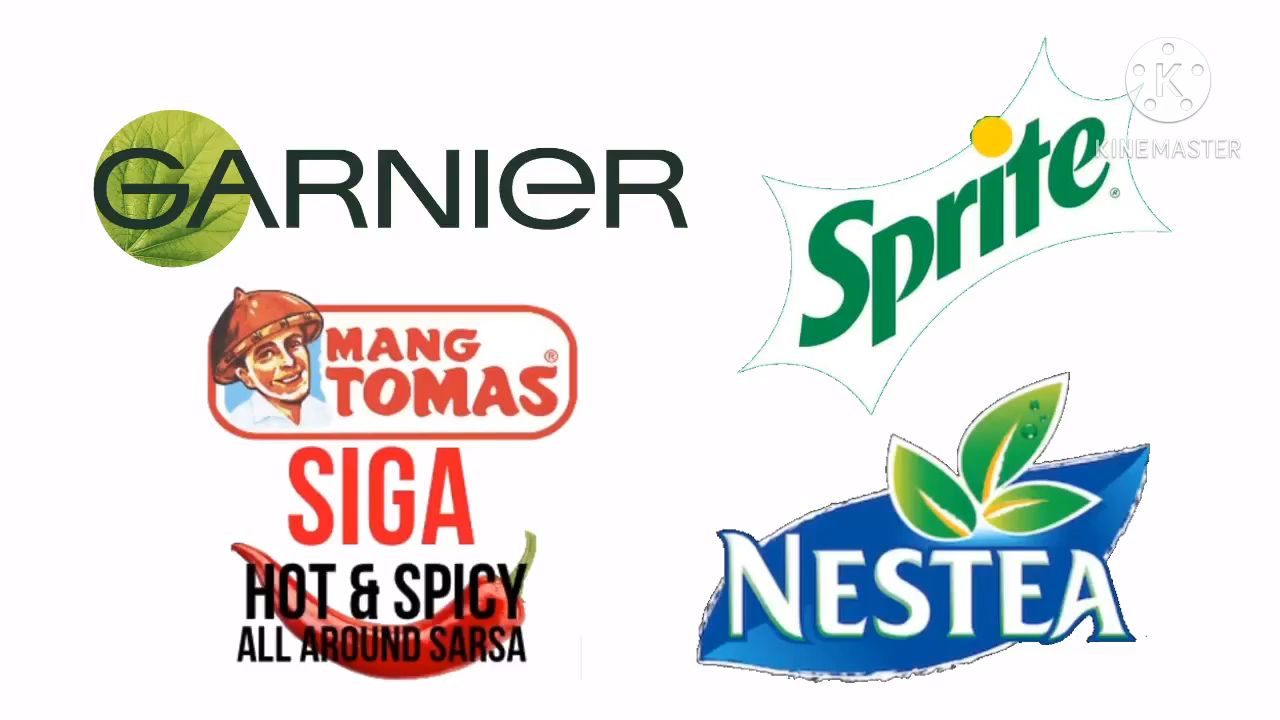 GARNIER
Sprite®
K
KINEMASTER
MANG
TOMAS®
SIGA
HOT & SPICY
ALL AROUND SARSA
NESTEA